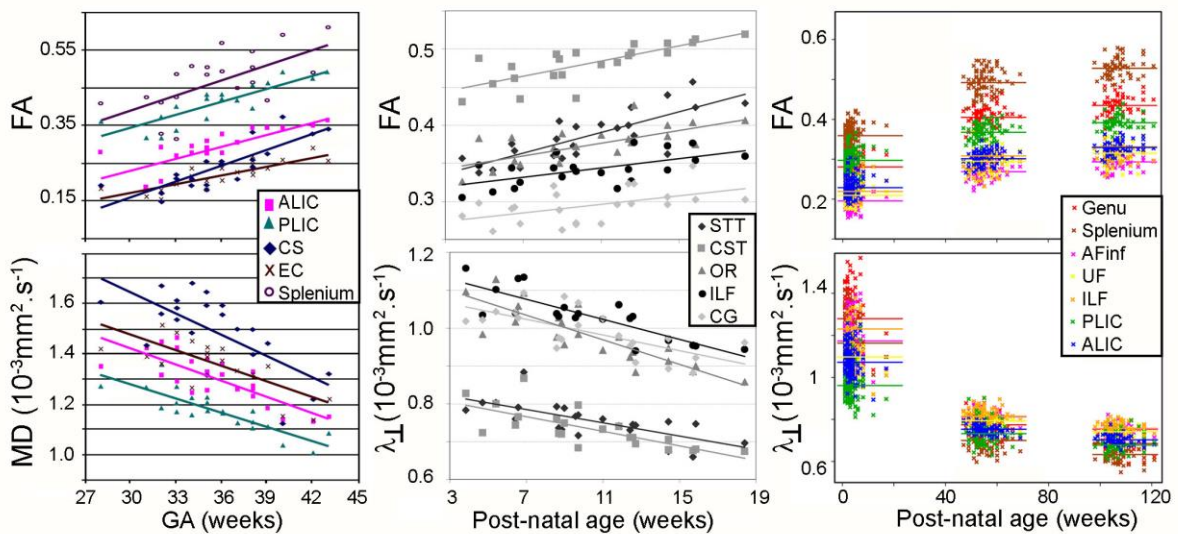 FA
0.55
0.35
0.15
ALIC
PLIC
CS
EC
Splenium
MD (10⁻³mm².s⁻¹)
1.6
1.4
1.2
1.0
27 30 33 36 39 42 45
GA (weeks)
FA
0.5
0.4
0.3
STT
CST
OR
ILF
CG
λ⊥(10⁻³mm².s⁻¹)
1.2
1.0
0.8
0.6
3 7 11 15 19
Post-natal age (weeks)
FA
0.6
0.4
0.2
Genu
Splenium
AFinf
UF
ILF
PLIC
ALIC
λ⊥(10⁻³mm².s⁻¹)
1.4
1
0.6
0 40 80 120
Post-natal age (weeks)